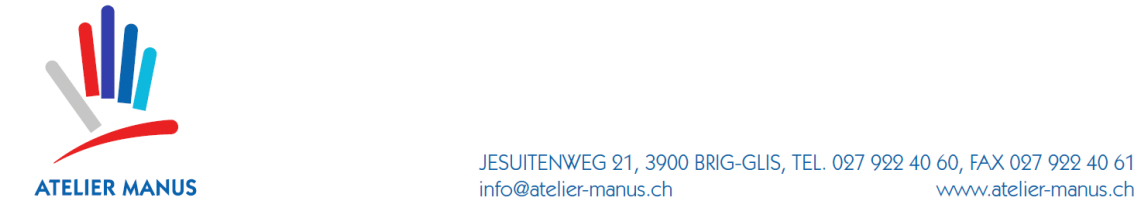 JESUITENWEG 21, 3900 BRIG-GLIS, TEL. 027 922 40 60, FAX 027 922 40 61
ATELIER MANUS
info@atelier-manus.ch www.atelier-manus.ch